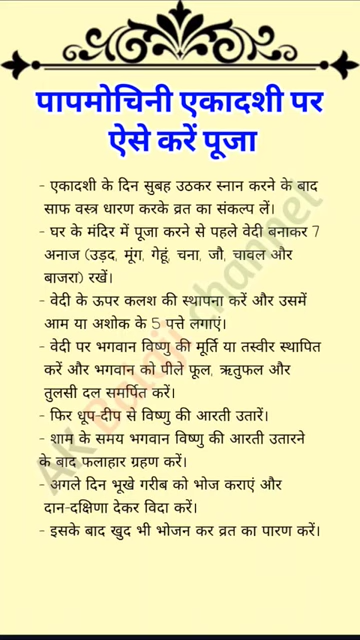 पापमोचिनी एकादशी पर
ऐसे करें पूजा
- एकादशी के दिन सुबह उठकर स्नान करने के बाद
साफ वस्त्र धारण करके व्रत का संकल्प लें।
- घर के मंदिर में पूजा करने से पहले वेदी बनाकर 7
अनाज (उड़द, मूंग, गेहूं, चना, जौ, चावल और
बाजरा) रखें।
- वेदी के ऊपर कलश की स्थापना करें और उसमें
आम या अशोक के 5 पत्ते लगाएं।
- वेदी पर भगवान विष्णु की मूर्ति या तस्वीर स्थापित
करें और भगवान को पीले फूल, ऋतुफल और
तुलसी दल समर्पित करें।
- फिर धूप-दीप से विष्णु की आरती उतारें।
- शाम के समय भगवान विष्णु की आरती उतारने
के बाद फलाहार ग्रहण करें।
- अगले दिन भूखे गरीब को भोज कराएं और
दान-दक्षिणा देकर विदा करें।
- इसके बाद खुद भी भोजन कर व्रत का पारण करें।
AK Balaji channel